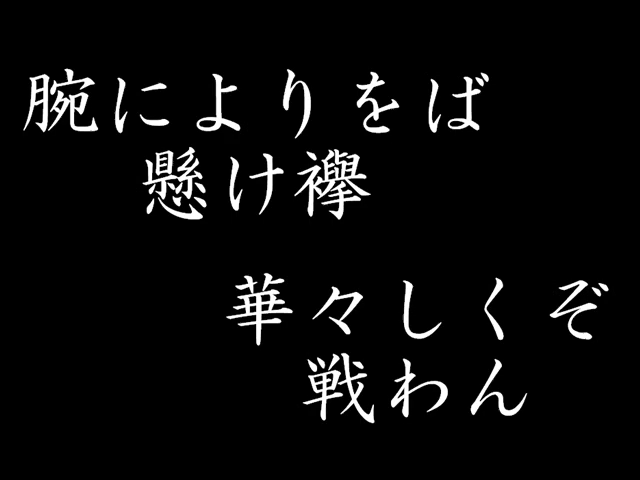 腕によりをば
懸け襷
華々しくぞ
戦わん